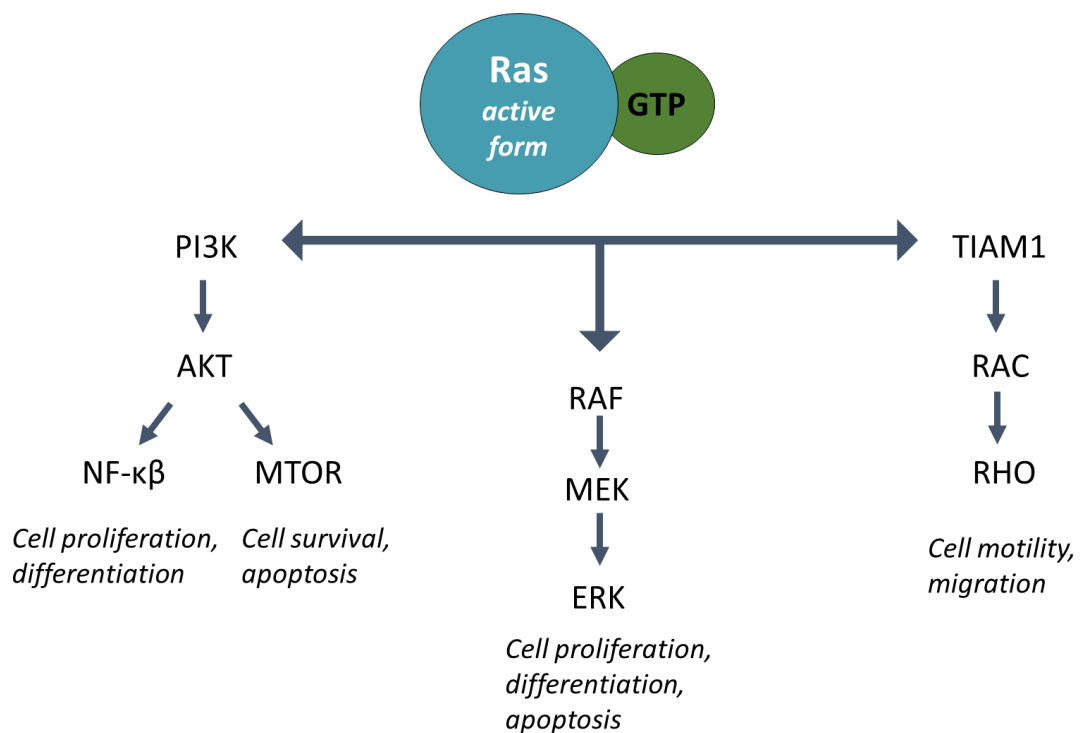 Ras
active
form
GTP
PI3K
TIAM1
AKT
RAC
RAF
NF-κβ
MTOR
RHO
MEK
Cell proliferation,
differentiation
Cell survival,
apoptosis
Cell motility,
migration
ERK
Cell proliferation,
differentiation,
apoptosis